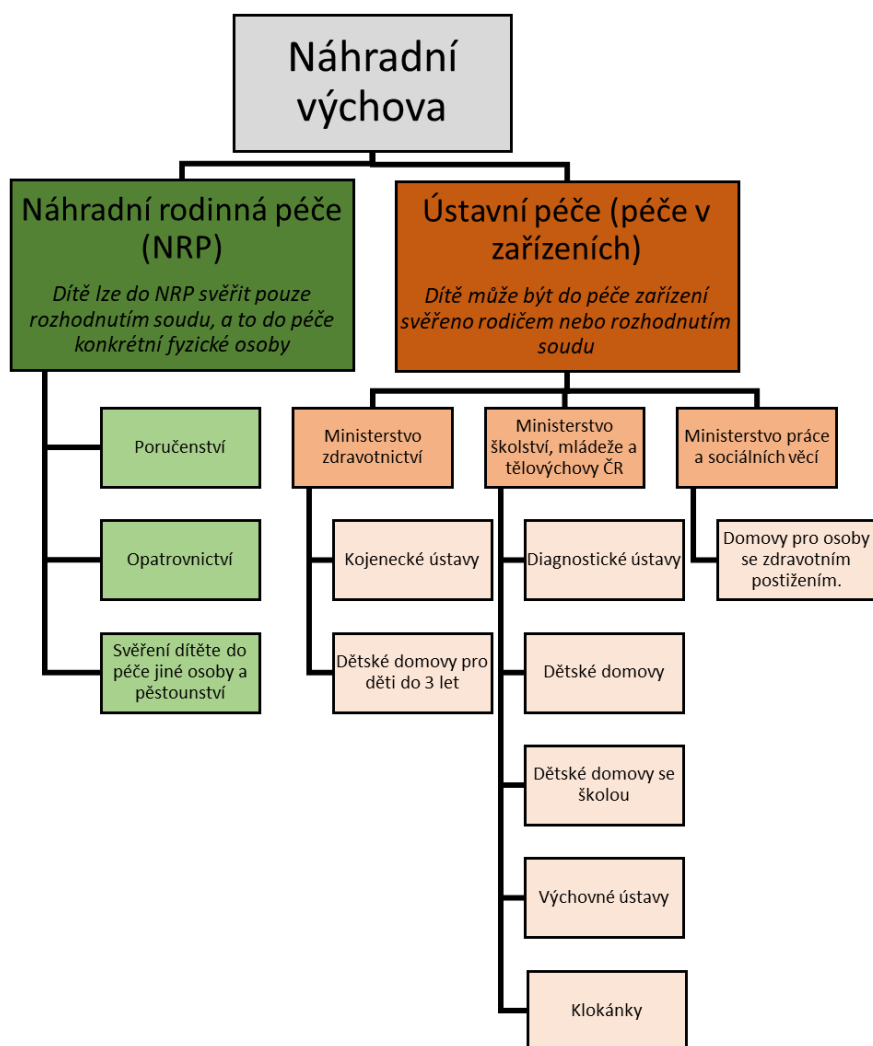 Náhradní
výchova
Náhradní rodinná péče
(NRP)
Dítě lze do NRP svěřit pouze
rozhodnutím soudu, a to do péče
konkrétní fyzické osoby
Ústavní péče (péče v
zařízeních)
Dítě může být do péče zařízení
svěřeno rodičem nebo rozhodnutím
soudu
Poručenství
Opatrovnictví
Svěření dítěte do
péče jiné osoby a
pěstounství
Ministerstvo
zdravotnictví
Kojenecké ústavy
Dětské domovy pro
děti do 3 let
Ministerstvo
školství, mládeže a
tělovýchovy ČR
Diagnostické ústavy
Dětské domovy
Dětské domovy se
školou
Výchovné ústavy
Klokánky
Ministerstvo práce
a sociálních věcí
Domovy pro osoby
se zdravotním
postižením.